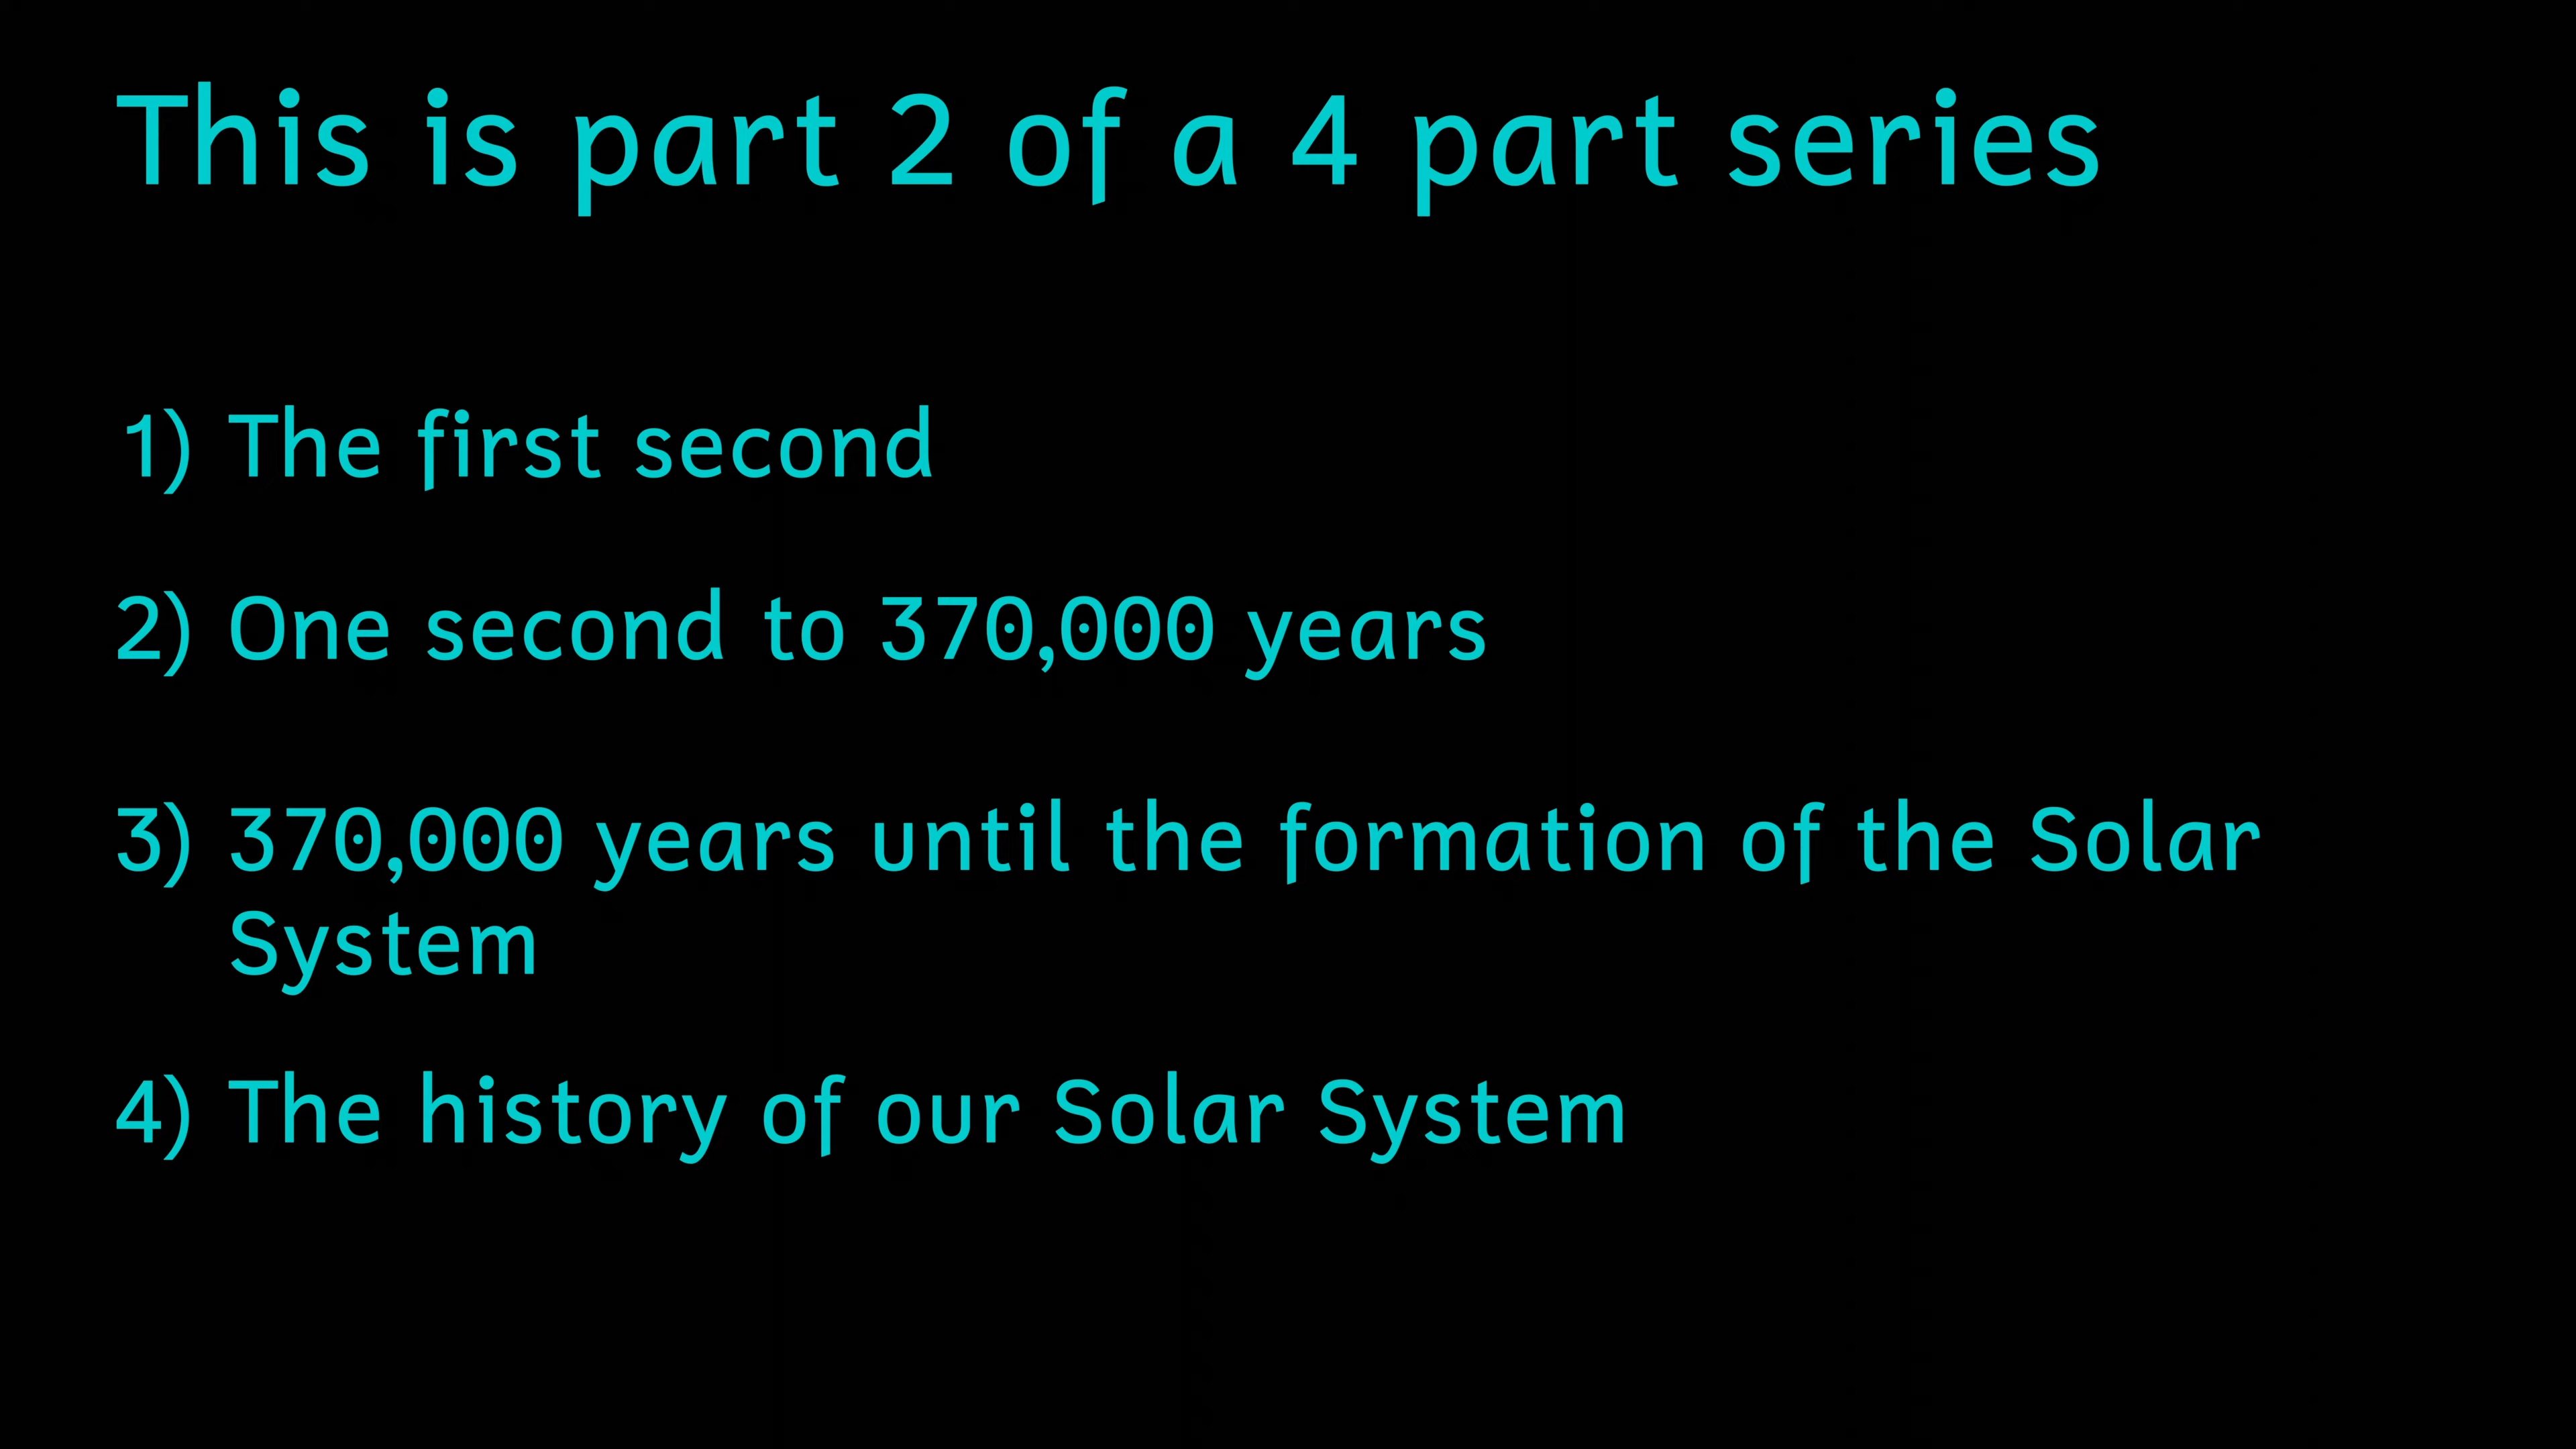 This is part 2 of a 4 part series
1) The first second
2) One second to 370,000 years
3) 370,000 years until the formation of the Solar
System
4) The history of our Solar System